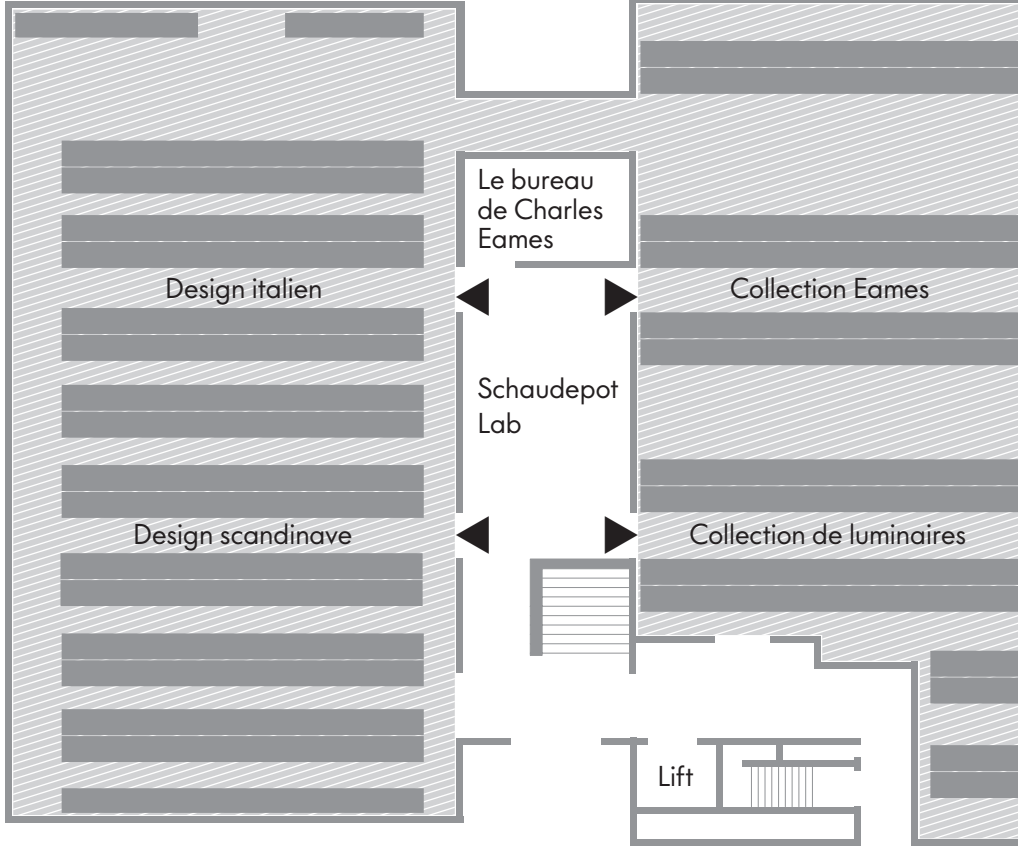 Le bureau
de Charles
Eames
Design italien
Collection Eames
Schaudepot
Lab
Design scandinave
Collection de luminaires
Lift